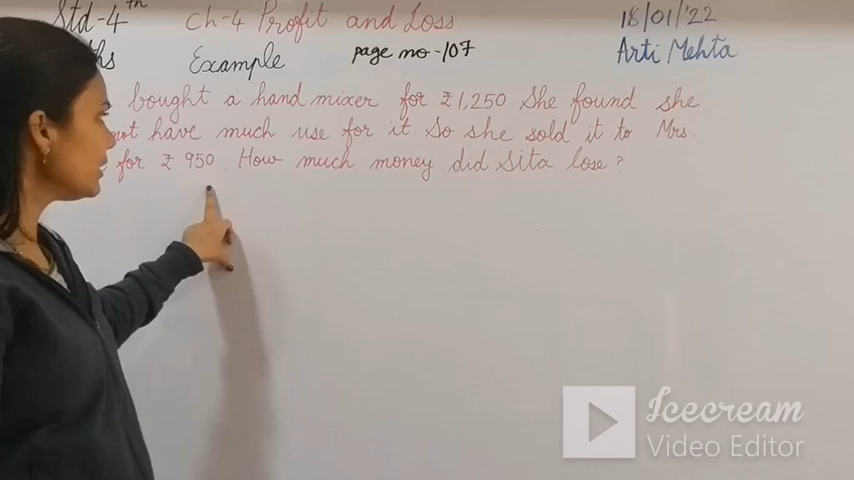 Std-4th Ch-4 Profit and Loss 18/01/'22
Example page no-107 Arti Mehta
bought a hand mixer for ₹1,250 She found she
not have much use for it. So she sold it to Mrs.
for ₹ 950. How much money did Sita lose?
Icecream
Video Editor